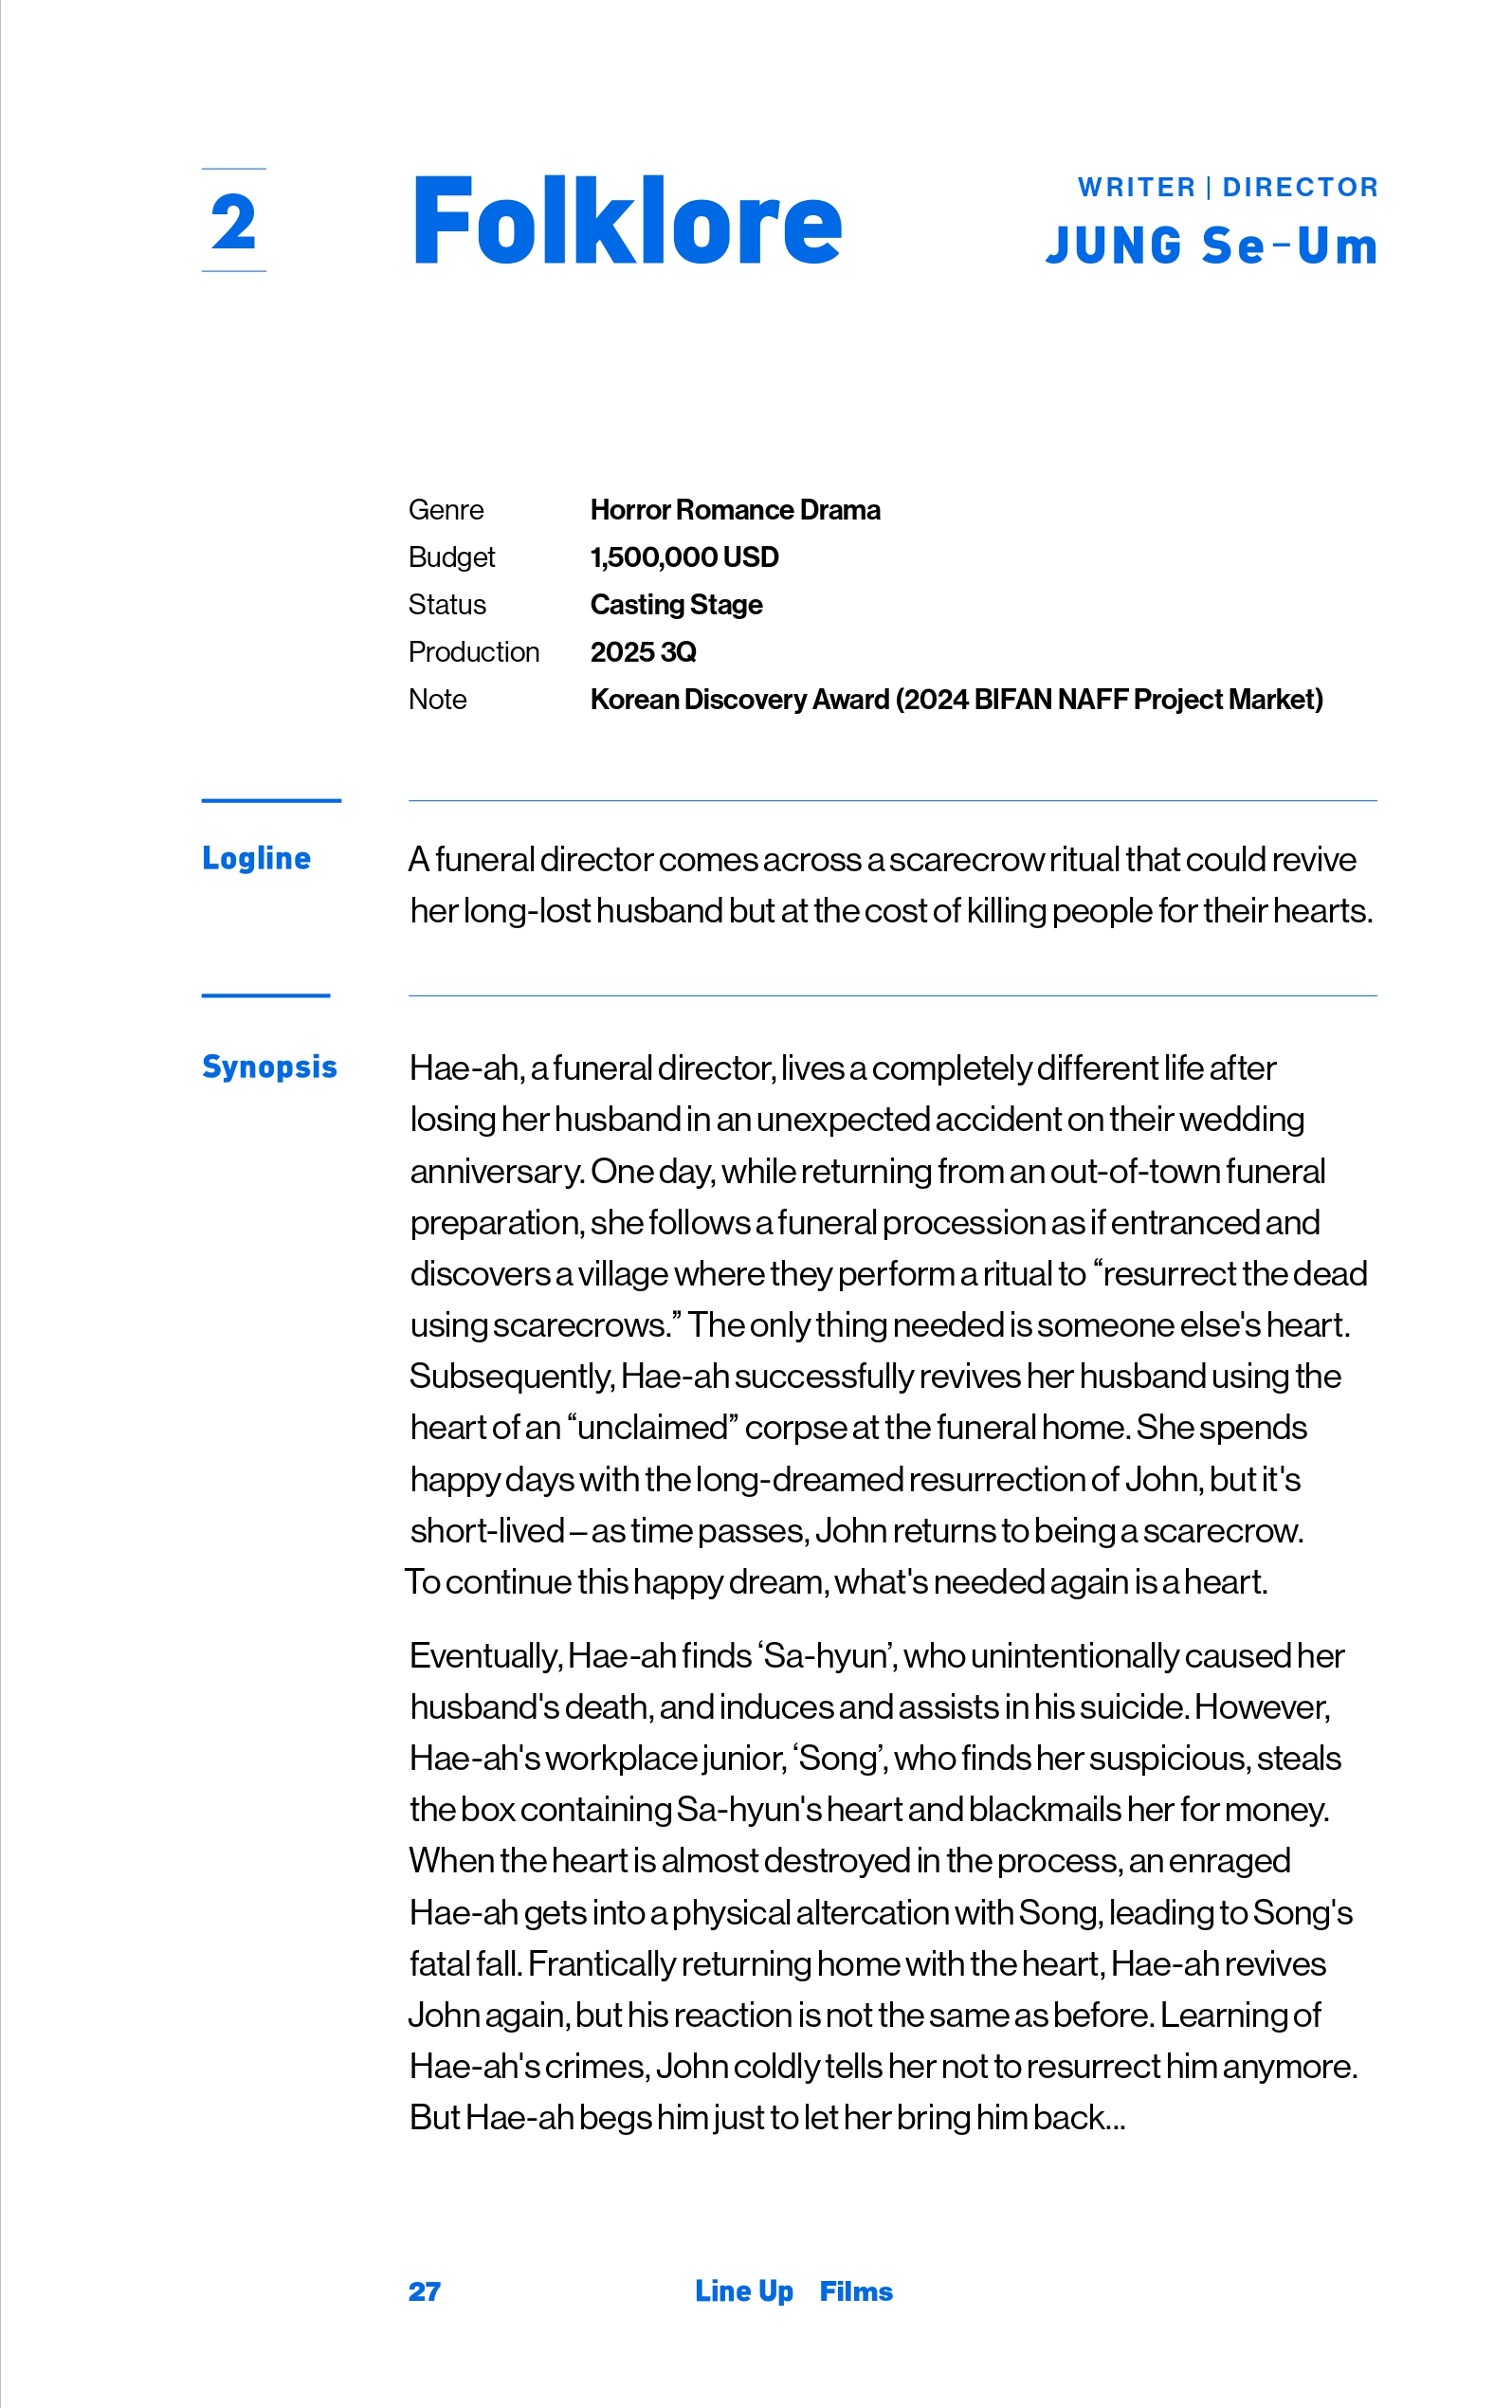 2
Folklore
WRITER | DIRECTOR
JUNG Se-Um
Genre Horror Romance Drama
Budget 1,500,000 USD
Status Casting Stage
Production 2025 3Q
Note Korean Discovery Award (2024 BIFAN NAFF Project Market)
Logline
A funeral director comes across a scarecrow ritual that could revive
her long-lost husband but at the cost of killing people for their hearts.
Synopsis
Hae-ah, a funeral director, lives a completely different life after
losing her husband in an unexpected accident on their wedding
anniversary. One day, while returning from an out-of-town funeral
preparation, she follows a funeral procession as if entranced and
discovers a village where they perform a ritual to “resurrect the dead
using scarecrows.” The only thing needed is someone else's heart.
Subsequently, Hae-ah successfully revives her husband using the
heart of an “unclaimed” corpse at the funeral home. She spends
happy days with the long-dreamed resurrection of John, but it's
short-lived – as time passes, John returns to being a scarecrow.
To continue this happy dream, what's needed again is a heart.
Eventually, Hae-ah finds ‘Sa-hyun’, who unintentionally caused her
husband's death, and induces and assists in his suicide. However,
Hae-ah's workplace junior, ‘Song’, who finds her suspicious, steals
the box containing Sa-hyun's heart and blackmails her for money.
When the heart is almost destroyed in the process, an enraged
Hae-ah gets into a physical altercation with Song, leading to Song's
fatal fall. Frantically returning home with the heart, Hae-ah revives
John again, but his reaction is not the same as before. Learning of
Hae-ah's crimes, John coldly tells her not to resurrect him anymore.
But Hae-ah begs him just to let her bring him back...
27 Line Up Films